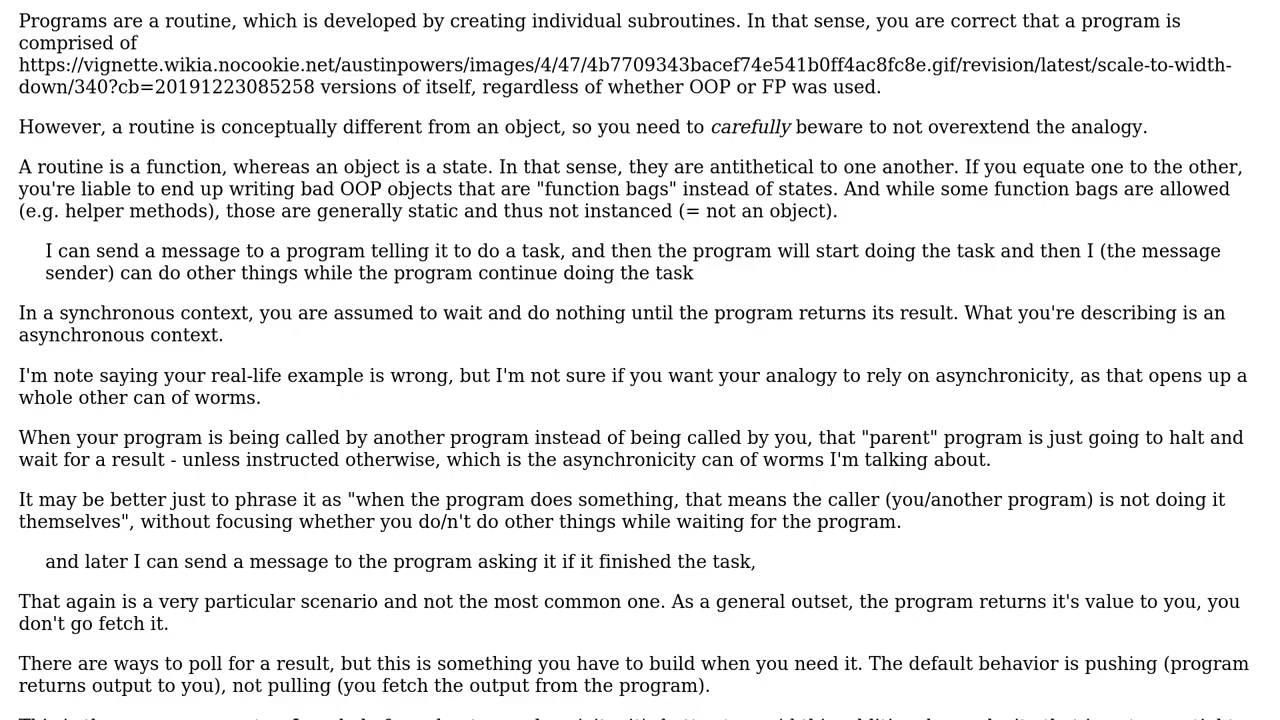 Programs are a routine, which is developed by creating individual subroutines. In that sense, you are correct that a program is
comprised of
https://vignette.wikia.nocookie.net/austinpowers/images/4/47/4b7709343bacef74e541b0ff4ac8fc8e.gif/revision/latest/scale-to-width-
down/340?cb=20191223085258 versions of itself, regardless of whether OOP or FP was used.
However, a routine is conceptually different from an object, so you need to carefully beware to not overextend the analogy.
A routine is a function, whereas an object is a state. In that sense, they are antithetical to one another. If you equate one to the other,
you're liable to end up writing bad OOP objects that are "function bags" instead of states. And while some function bags are allowed
(e.g. helper methods), those are generally static and thus not instanced (= not an object).
I can send a message to a program telling it to do a task, and then the program will start doing the task and then I (the message
sender) can do other things while the program continue doing the task
In a synchronous context, you are assumed to wait and do nothing until the program returns its result. What you're describing is an
asynchronous context.
I'm note saying your real-life example is wrong, but I'm not sure if you want your analogy to rely on asynchronicity, as that opens up a
whole other can of worms.
When your program is being called by another program instead of being called by you, that "parent" program is just going to halt and
wait for a result - unless instructed otherwise, which is the asynchronicity can of worms I'm talking about.
It may be better just to phrase it as "when the program does something, that means the caller (you/another program) is not doing it
themselves", without focusing whether you do/n't do other things while waiting for the program.
and later I can send a message to the program asking it if it finished the task,
That again is a very particular scenario and not the most common one. As a general outset, the program returns it's value to you, you
don't go fetch it.
There are ways to poll for a result, but this is something you have to build when you need it. The default behavior is pushing (program
returns output to you), not pulling (you fetch the output from the program).